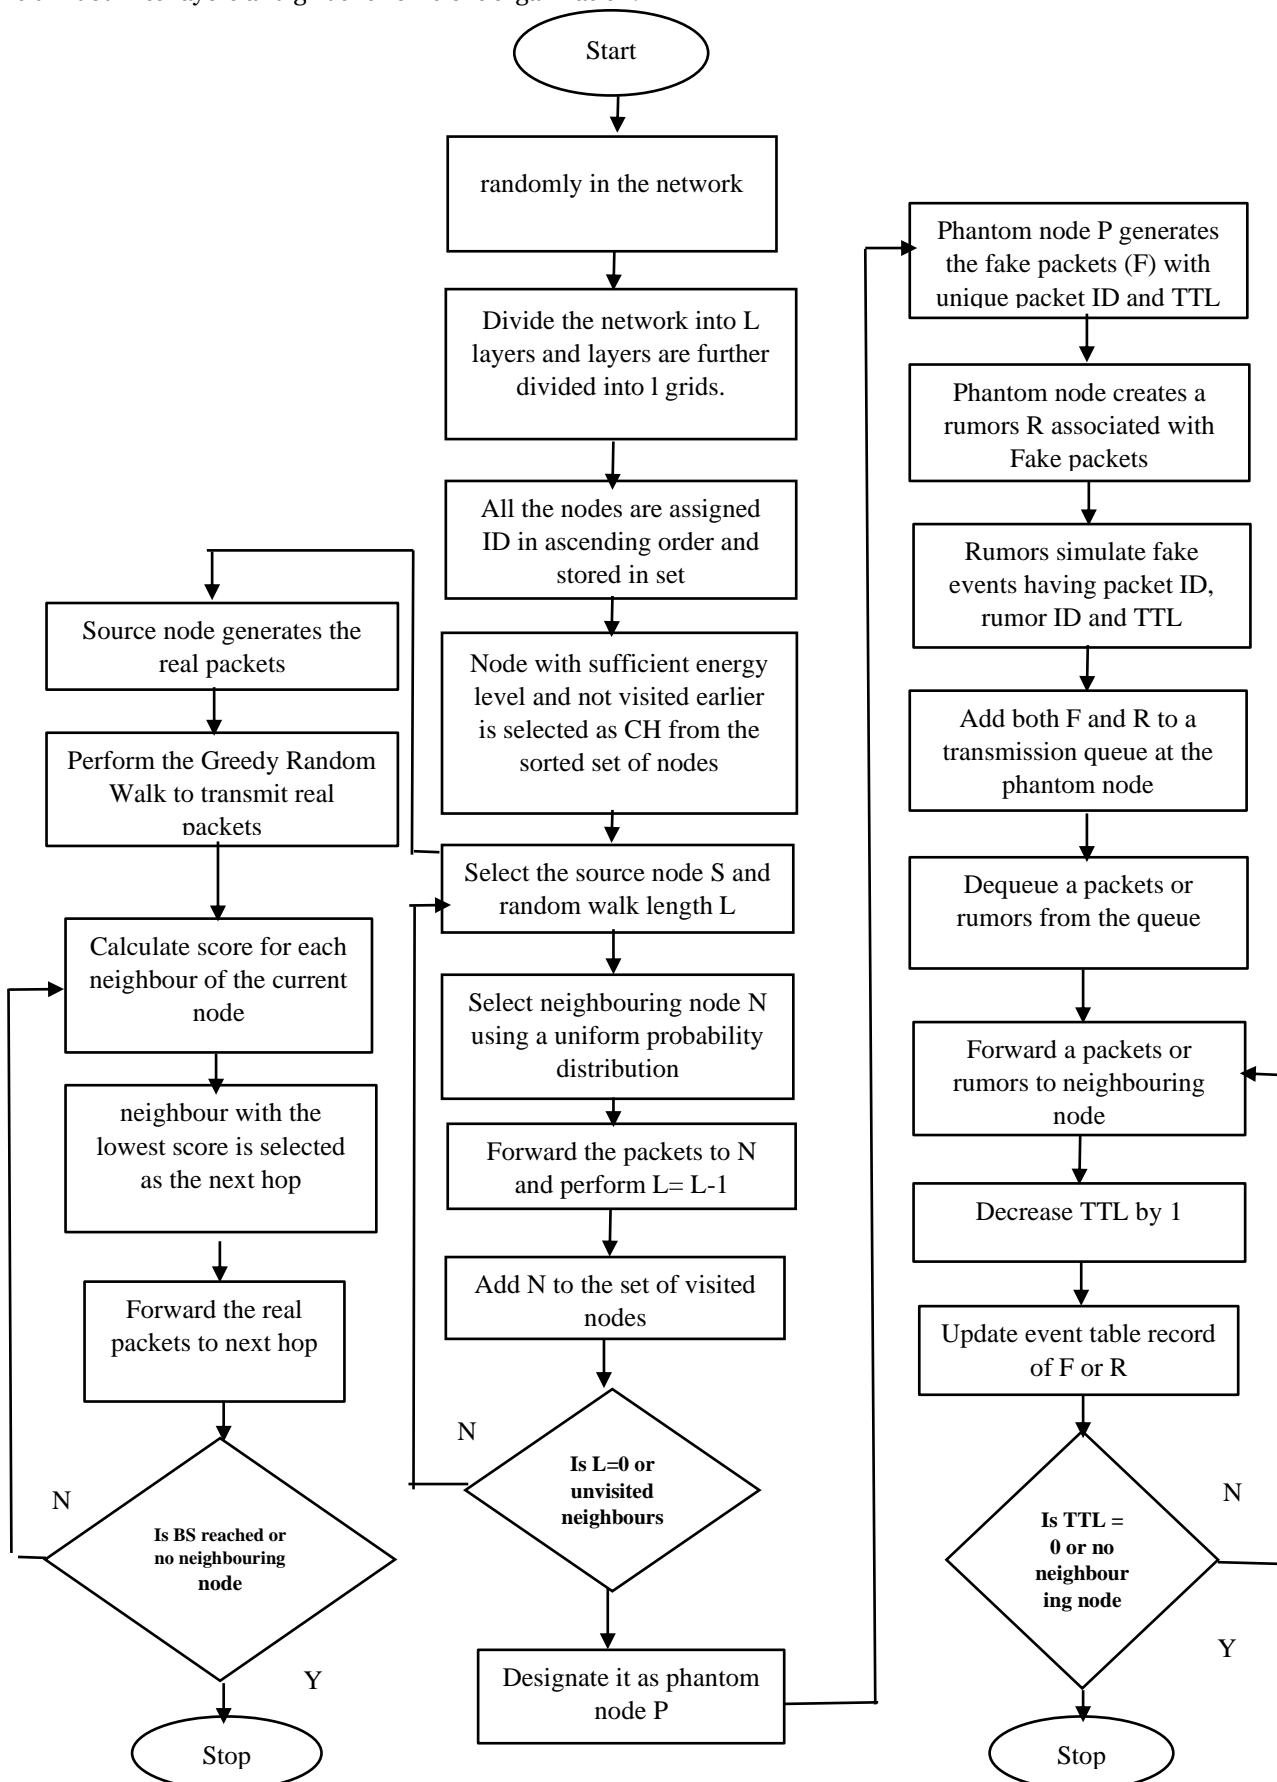 Start
randomly in the network
Divide the network into L
layers and layers are further
divided into l grids.
All the nodes are assigned
ID in ascending order and
stored in set
Node with sufficient energy
level and not visited earlier
is selected as CH from the
sorted set of nodes
Select the source node S and
random walk length L
Select neighbouring node N
using a uniform probability
distribution
Forward the packets to N
and perform L= L-1
Add N to the set of visited
nodes
N
Is L=0 or
unvisited
neighbours
Designate it as phantom
node P
Source node generates the
real packets
Perform the Greedy Random
Walk to transmit real
packets
Calculate score for each
neighbour of the current
node
neighbour with the
lowest score is selected
as the next hop
Forward the real
packets to next hop
N
Is BS reached or
no neighbouring
node
Y
Stop
Phantom node P generates
the fake packets (F) with
unique packet ID and TTL
Phantom node creates a
rumors R associated with
Fake packets
Rumors simulate fake
events having packet ID,
rumor ID and TTL
Add both F and R to a
transmission queue at the
phantom node
Dequeue a packets or
rumors from the queue
Forward a packets or
rumors to neighbouring
node
Decrease TTL by 1
Update event table record
of F or R
N
Is TTL =
0 or no
neighbour
ing node
Y
Stop